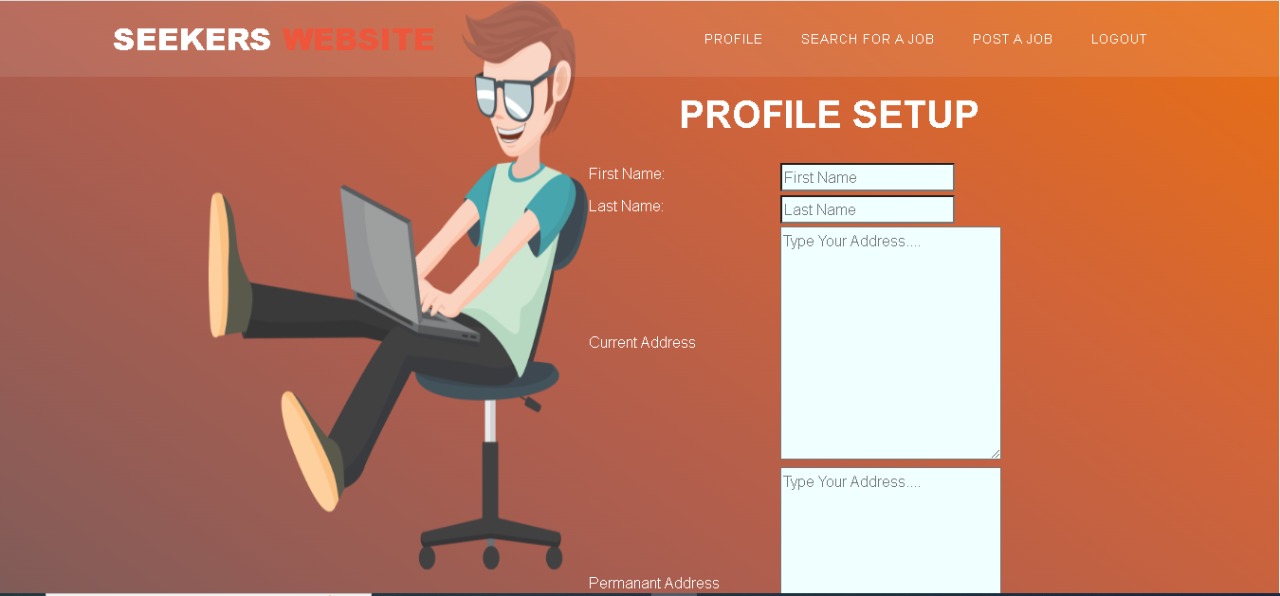 SEEKERS WEBSITE
PROFILE SEARCH FOR A JOB POST A JOB LOGOUT
PROFILE SETUP
First Name: First Name
Last Name: Last Name
Type Your Address....
Current Address
Type Your Address....
Permanant Address